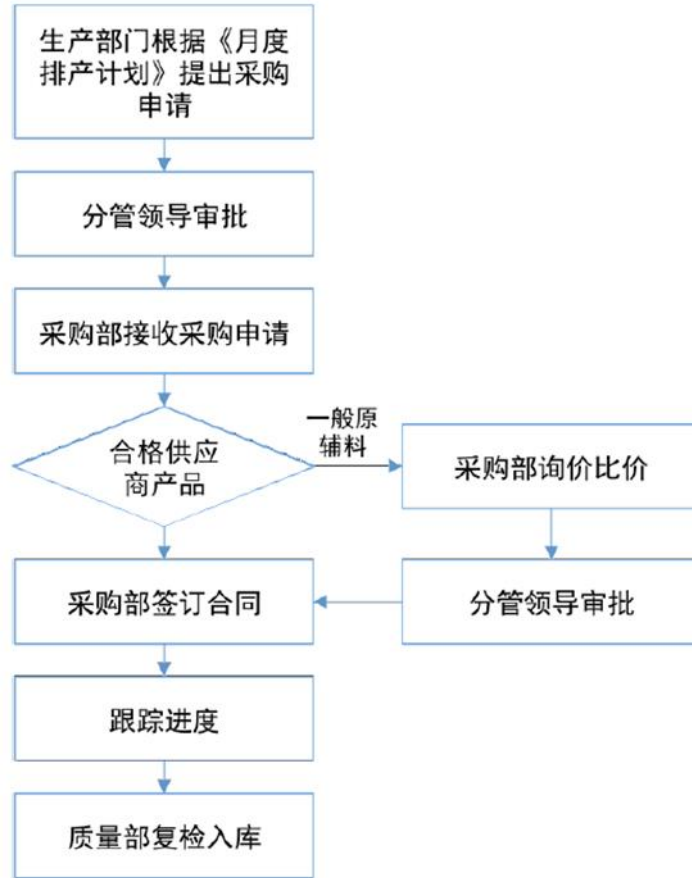 生产部门根据《月度
排产计划》提出采购
申请
分管领导审批
采购部接收采购申请
合格供应
商产品
一般原
辅料
采购部询价比价
分管领导审批
采购部签订合同
跟踪进度
质量部复检入库